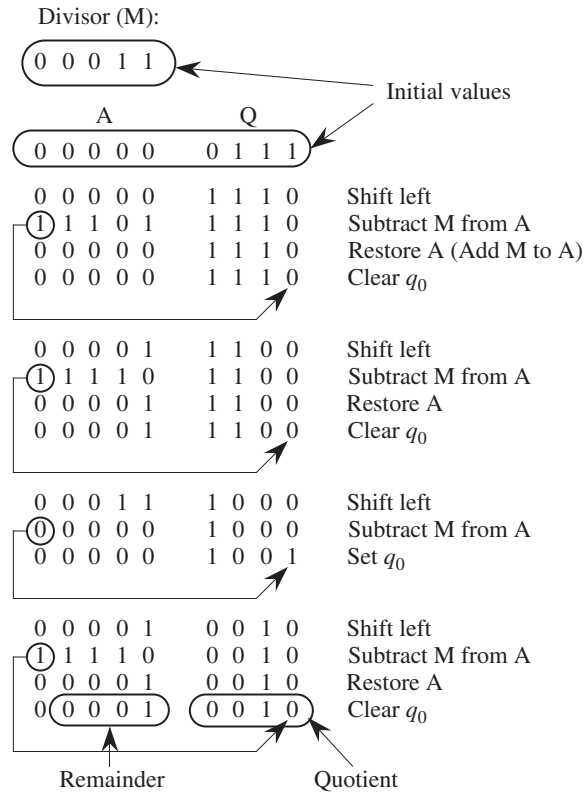 Divisor (M):
0 0 0 1 1
Initial values
A Q
0 0 0 0 0 0 1 1 1
0 0 0 0 0 1 1 1 0 Shift left
1 1 1 0 1 1 1 1 0 Subtract M from A
0 0 0 0 0 1 1 1 0 Restore A (Add M to A)
0 0 0 0 0 1 1 1 0 Clear q0
0 0 0 0 1 1 1 0 0 Shift left
1 1 1 1 0 1 1 0 0 Subtract M from A
0 0 0 0 1 1 1 0 0 Restore A
0 0 0 0 1 1 1 0 0 Clear q0
0 0 0 1 1 1 0 0 0 Shift left
0 0 0 0 0 1 0 0 0 Subtract M from A
0 0 0 0 0 1 0 0 1 Set q0
0 0 0 0 1 0 0 1 0 Shift left
1 1 1 1 0 0 0 1 0 Subtract M from A
0 0 0 0 1 0 0 1 0 Restore A
0 0 0 0 1 0 0 1 0 Clear q0
Remainder Quotient